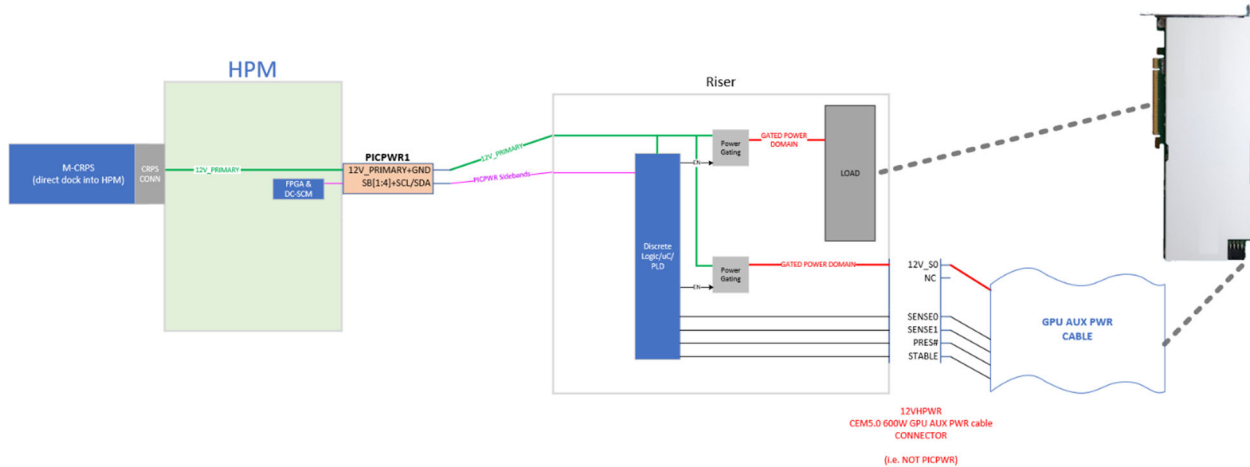 HPM
Riser
M-CRPS
(direct dock into HPM)
CRPS
CONN
12V_PRIMARY
PICPWR1
12V_PRIMARY+GND
SB[1:4]+SCL/SDA
FPGA &
DC-SCM
12V_PRIMARY
PICPWR Sidebands
Discrete
Logic/uC/
PLD
EN
Power
Gating
GATED POWER
DOMAIN
LOAD
EN
Power
Gating
GATED POWER DOMAIN
12V_S0
NC
SENSE0
SENSE1
PRES#
STABLE
GPU AUX PWR
CABLE
12VHPWR
CEM5.0 600W GPU AUX PWR cable
CONNECTOR
(i.e. NOT PICPWR)